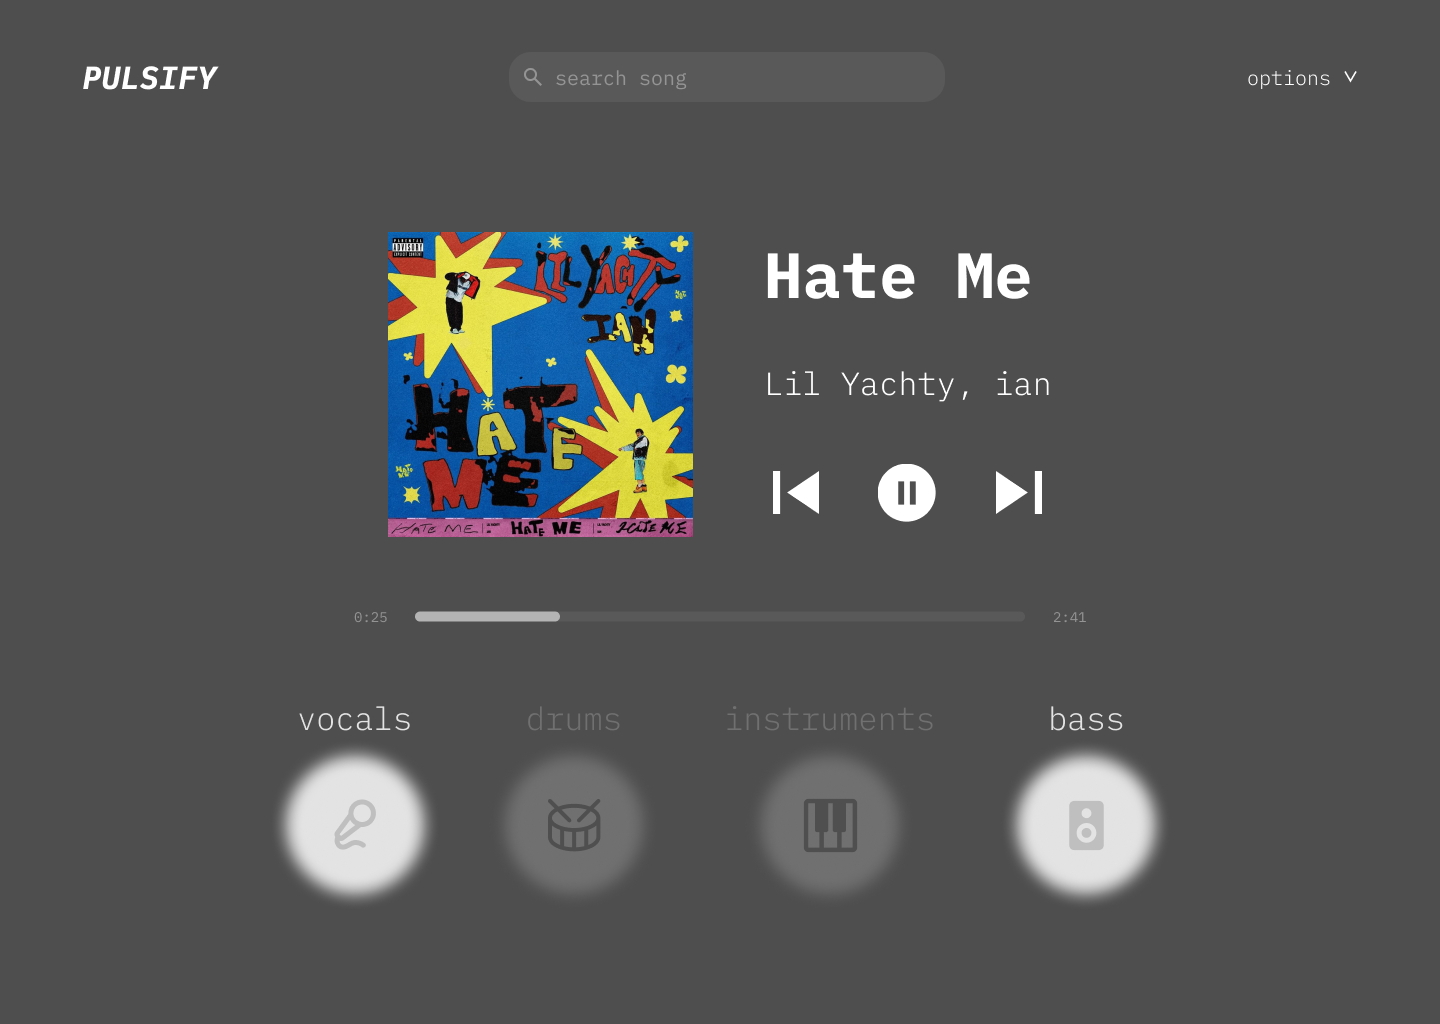 PULSIFY
search song
options
PARENTAL
ADVISORY
EXPLICIT CONTENT
LIL YACHTY
IAN
HATE
ME
HATE ME
HATE ME
HATE ME
Hate Me
Lil Yachty, ian
0:25
2:41
vocals
drums
instruments
bass